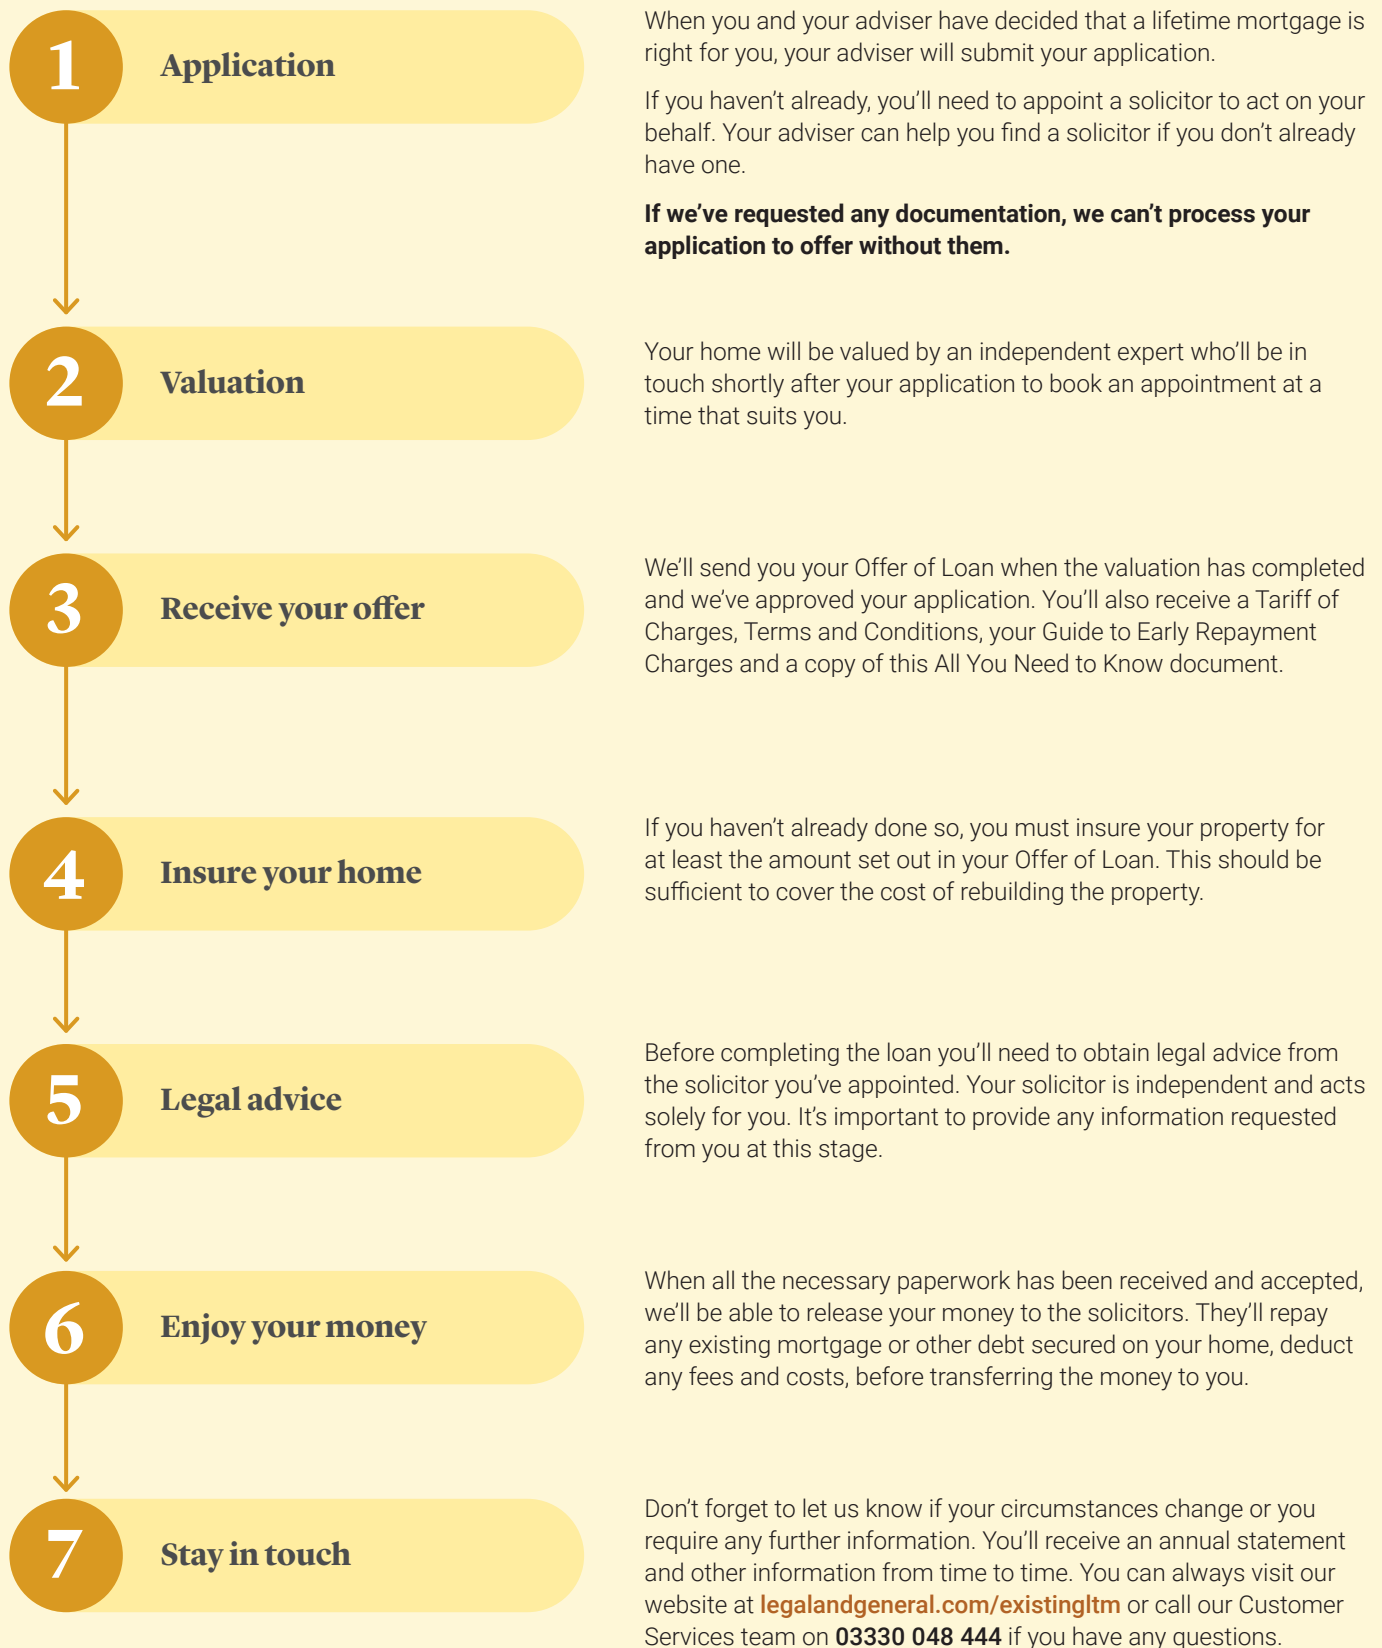 1
Application
When you and your adviser have decided that a lifetime mortgage is
right for you, your adviser will submit your application.
If you haven’t already, you’ll need to appoint a solicitor to act on your
behalf. Your adviser can help you find a solicitor if you don’t already
have one.
If we’ve requested any documentation, we can’t process your
application to offer without them.
2
Valuation
Your home will be valued by an independent expert who’ll be in
touch shortly after your application to book an appointment at a
time that suits you.
3
Receive your offer
We’ll send you your Offer of Loan when the valuation has completed
and we’ve approved your application. You’ll also receive a Tariff of
Charges, Terms and Conditions, your Guide to Early Repayment
Charges and a copy of this All You Need to Know document.
4
Insure your home
If you haven’t already done so, you must insure your property for
at least the amount set out in your Offer of Loan. This should be
sufficient to cover the cost of rebuilding the property.
5
Legal advice
Before completing the loan you’ll need to obtain legal advice from
the solicitor you’ve appointed. Your solicitor is independent and acts
solely for you. It’s important to provide any information requested
from you at this stage.
6
Enjoy your money
When all the necessary paperwork has been received and accepted,
we’ll be able to release your money to the solicitors. They’ll repay
any existing mortgage or other debt secured on your home, deduct
any fees and costs, before transferring the money to you.
7
Stay in touch
Don’t forget to let us know if your circumstances change or you
require any further information. You’ll receive an annual statement
and other information from time to time. You can always visit our
website at legalandgeneral.com/existingltm or call our Customer
Services team on 03330 048 444 if you have any questions.